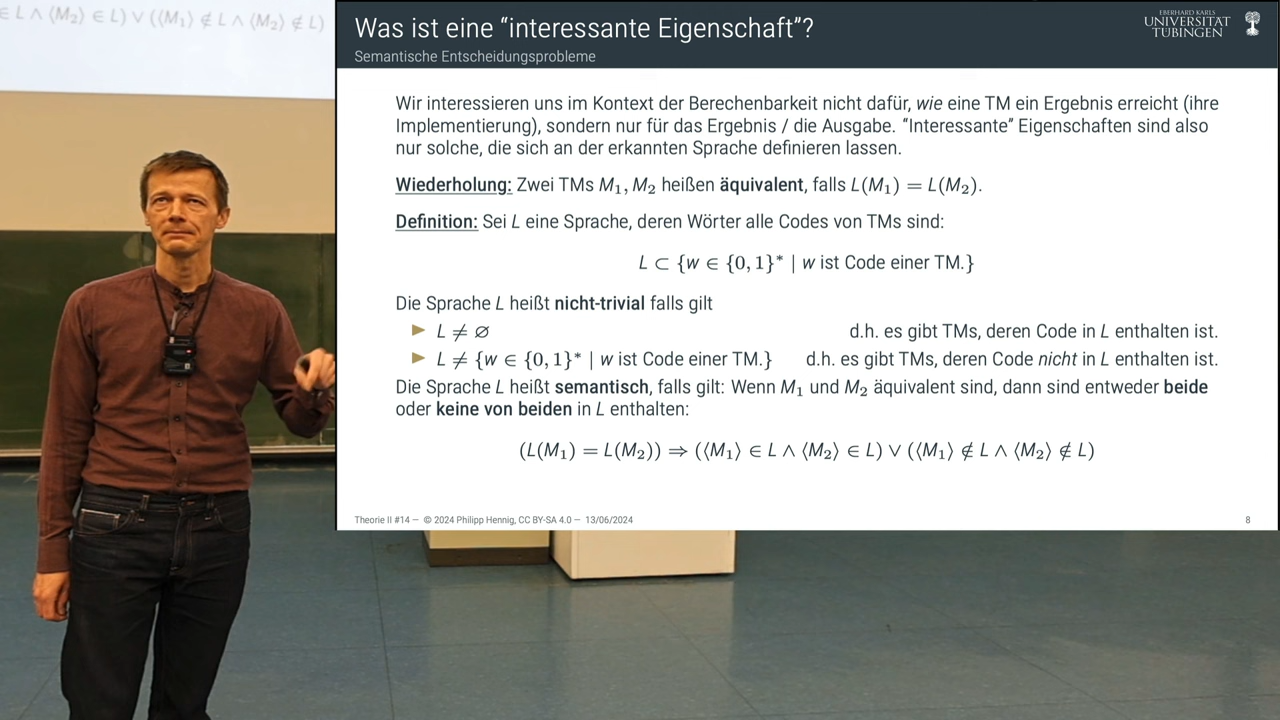 ∈ L ∧ ⟨M₂⟩ ∈ L) ∨ (⟨M₁⟩ ∉ L ∧ ⟨M₂⟩ ∉ L)
Was ist eine “interessante Eigenschaft”?
Semantische Entscheidungsprobleme
EBERHARD KARLS
UNIVERSITÄT
TÜBINGEN
Wir interessieren uns im Kontext der Berechenbarkeit nicht dafür, wie eine TM ein Ergebnis erreicht (ihre
Implementierung), sondern nur für das Ergebnis / die Ausgabe. “Interessante” Eigenschaften sind also
nur solche, die sich an der erkannten Sprache definieren lassen.
Wiederholung: Zwei TMs M₁, M₂ heißen äquivalent, falls L(M₁) = L(M₂).
Definition: Sei L eine Sprache, deren Wörter alle Codes von TMs sind:
L ⊂ {w ∈ {0, 1}* | w ist Code einer TM.}
Die Sprache L heißt nicht-trivial falls gilt
▶ L ≠ ∅ d.h. es gibt TMs, deren Code in L enthalten ist.
▶ L ≠ {w ∈ {0, 1}* | w ist Code einer TM.} d.h. es gibt TMs, deren Code nicht in L enthalten ist.
Die Sprache L heißt semantisch, falls gilt: Wenn M₁ und M₂ äquivalent sind, dann sind entweder beide
oder keine von beiden in L enthalten:
(L(M₁) = L(M₂)) ⇒ (⟨M₁⟩ ∈ L ∧ ⟨M₂⟩ ∈ L) ∨ (⟨M₁⟩ ∉ L ∧ ⟨M₂⟩ ∉ L)
Theorie II #14 — © 2024 Philipp Hennig, CC BY-SA 4.0 — 13/06/2024
8